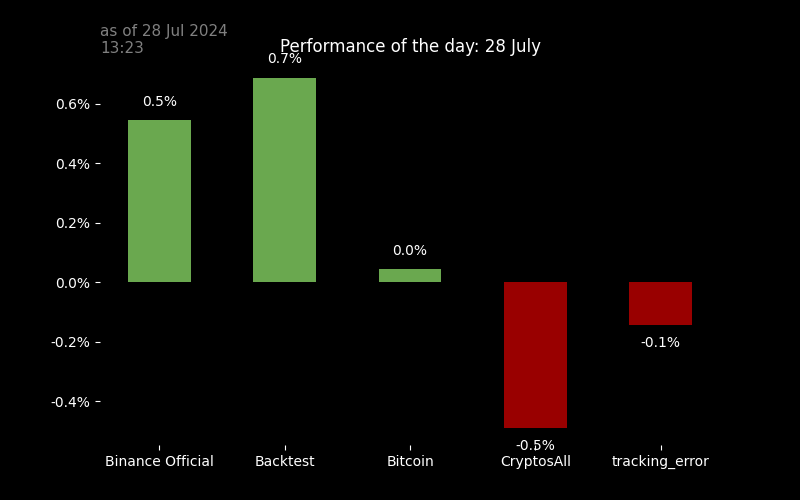 as of 28 Jul 2024
13:23
Performance of the day: 28 July
0.7%
0.5%
0.6%
0.4%
0.2%
0.0%
0.0%
-0.2%
-0.1%
-0.4%
-0.5%
Binance Official
Backtest
Bitcoin
CryptosAll
tracking_error